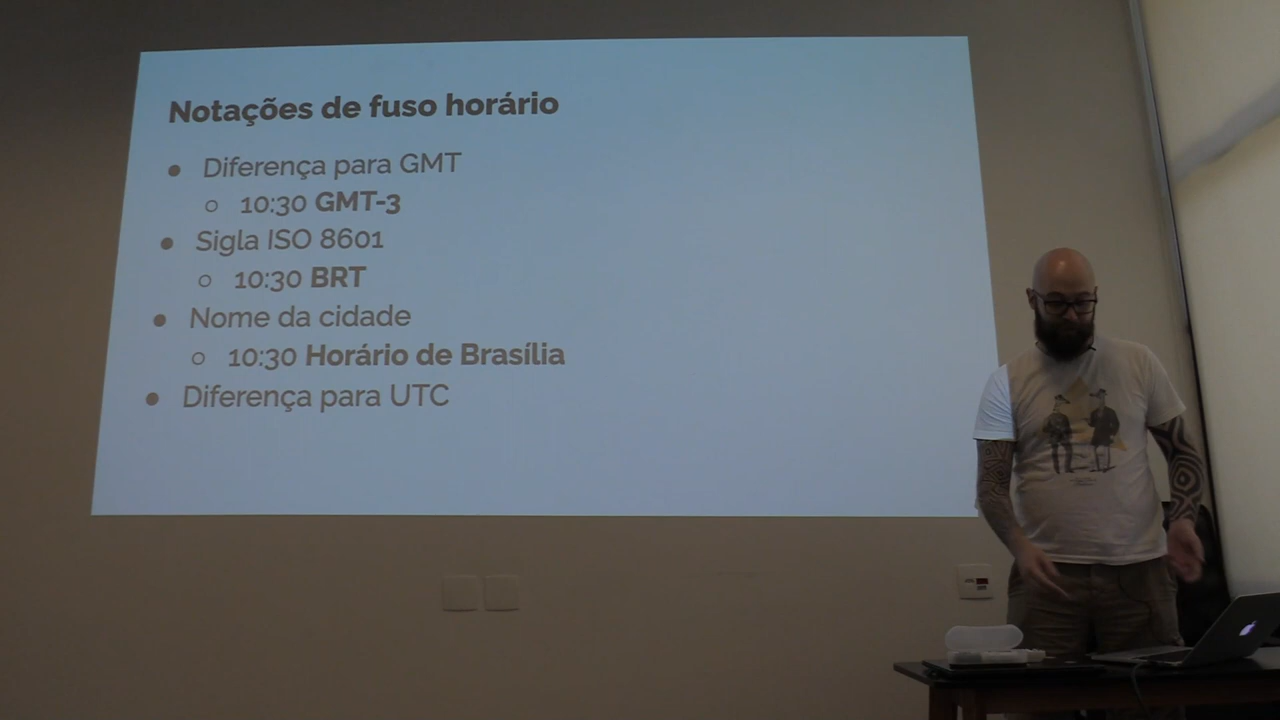 Notações de fuso horário
● Diferença para GMT
○ 10:30 GMT-3
● Sigla ISO 8601
○ 10:30 BRT
● Nome da cidade
○ 10:30 Horário de Brasília
● Diferença para UTC